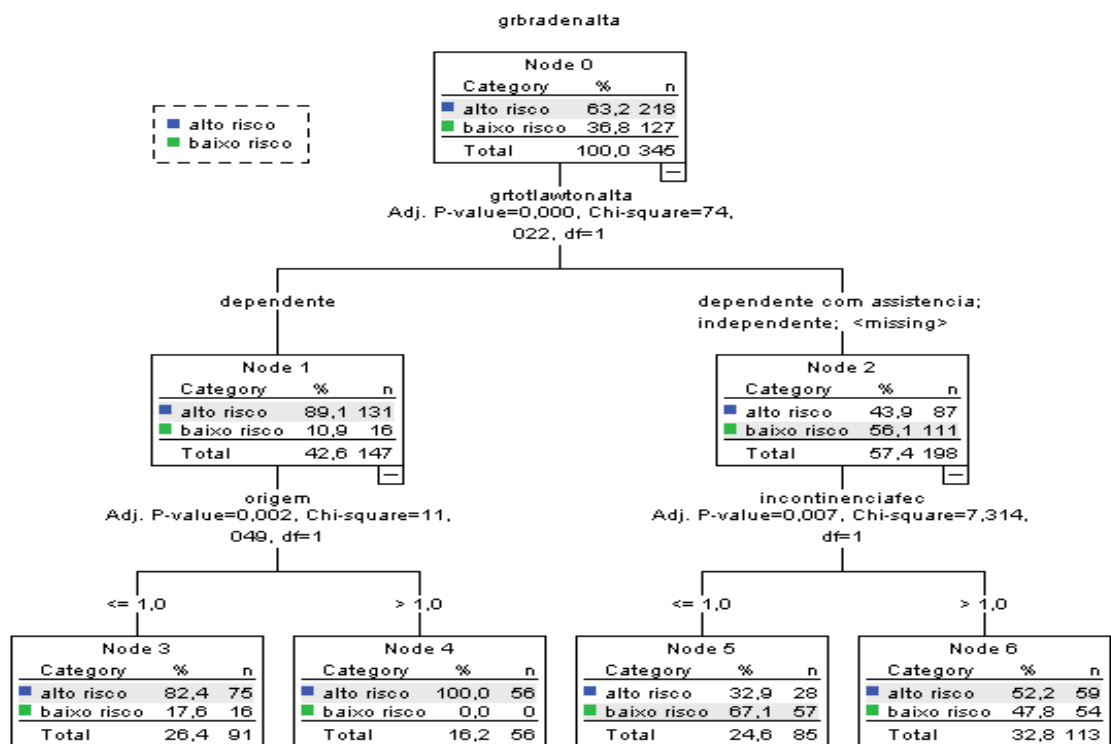 grbradenalta
Node 0
Category % n
alto risco 63,2 218
baixo risco 36,8 127
Total 100,0 345
alto risco
baixo risco
grtotlawtonalta
Adj. P-value=0,000, Chi-square=74,
022, df=1
dependente
dependente com assistencia;
independente; <missing>
Node 1
Category % n
alto risco 89,1 131
baixo risco 10,9 16
Total 42,6 147
Node 2
Category % n
alto risco 43,9 87
baixo risco 56,1 111
Total 57,4 198
origem
Adj. P-value=0,002, Chi-square=11,
049, df=1
incontinenciafec
Adj. P-value=0,007, Chi-square=7,314,
df=1
<= 1,0
> 1,0
<= 1,0
> 1,0
Node 3
Category % n
alto risco 82,4 75
baixo risco 17,6 16
Total 26,4 91
Node 4
Category % n
alto risco 100,0 56
baixo risco 0,0 0
Total 16,2 56
Node 5
Category % n
alto risco 32,9 28
baixo risco 67,1 57
Total 24,6 85
Node 6
Category % n
alto risco 52,2 59
baixo risco 47,8 54
Total 32,8 113